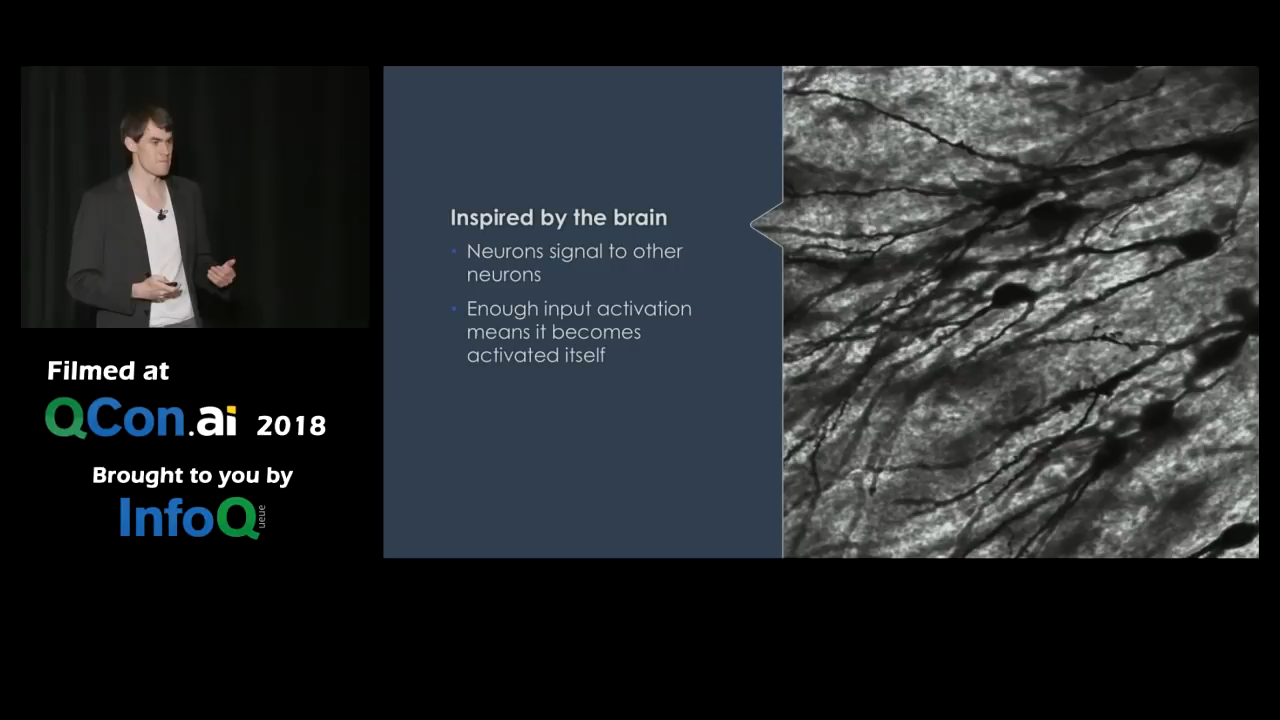 Filmed at
QCon.ai 2018
Brought to you by
InfoQ
ueue
Inspired by the brain
• Neurons signal to other
neurons
• Enough input activation
means it becomes
activated itself